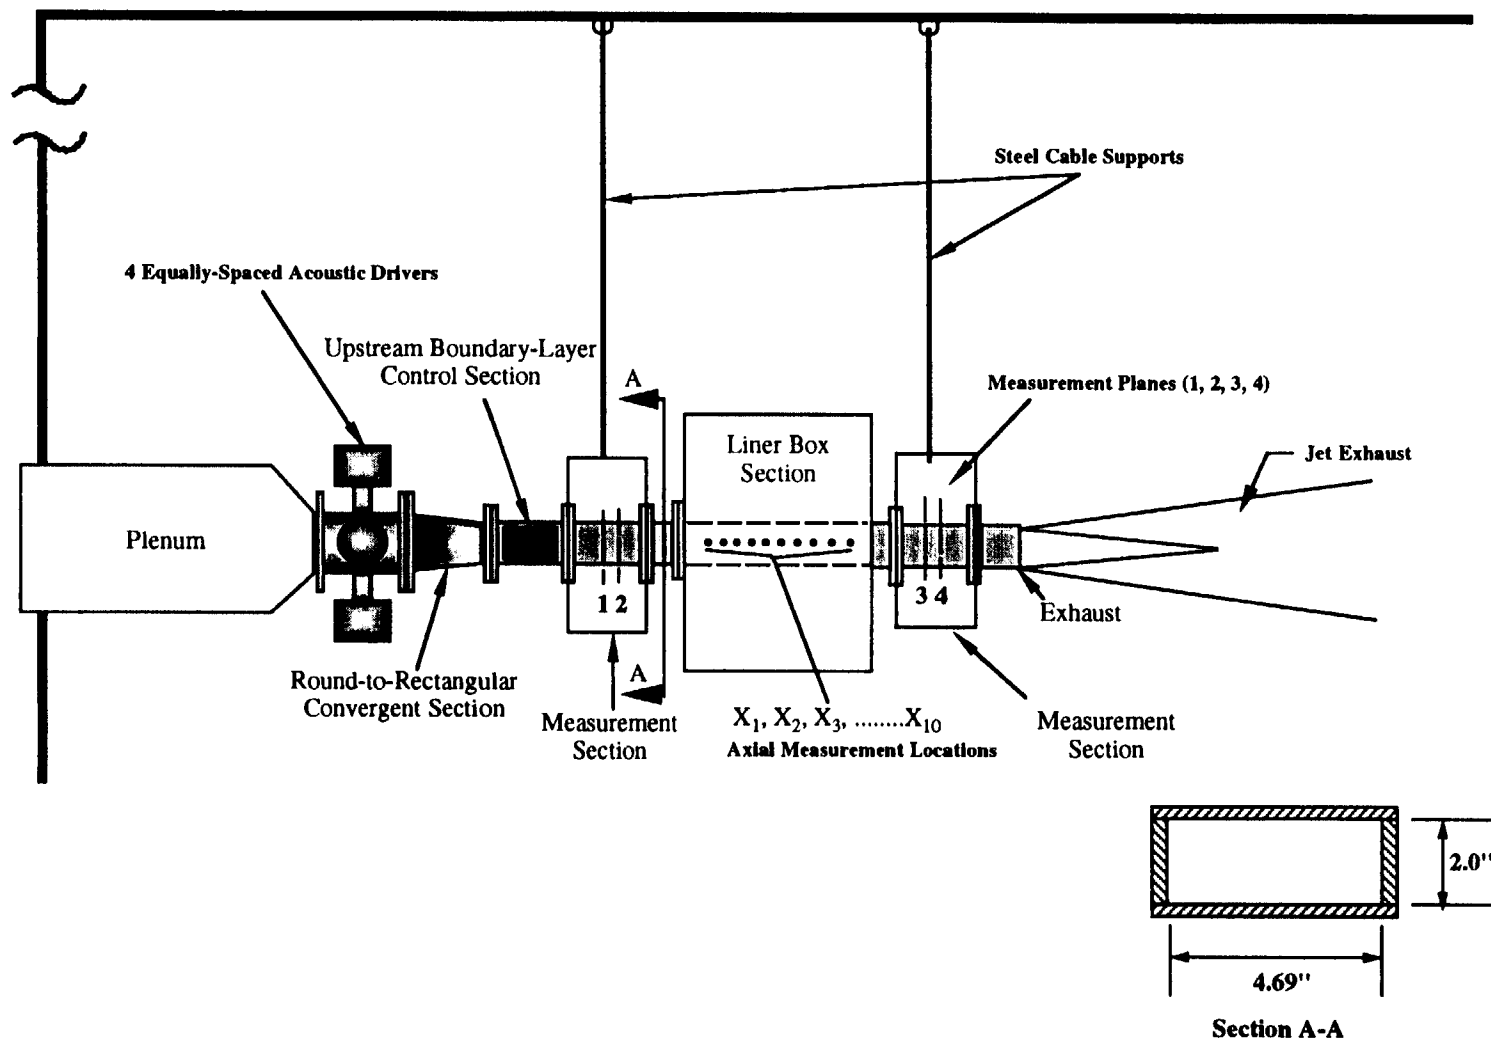 Steel Cable Supports
4 Equally-Spaced Acoustic Drivers
Upstream Boundary-Layer
Control Section
A
Measurement Planes (1, 2, 3, 4)
Liner Box
Section
Jet Exhaust
Plenum
1 2
3 4
Exhaust
Round-to-Rectangular
Convergent Section
A
Measurement
Section
X₁, X₂, X₃, ........X₁₀
Axial Measurement Locations
Measurement
Section
2.0"
4.69"
Section A-A